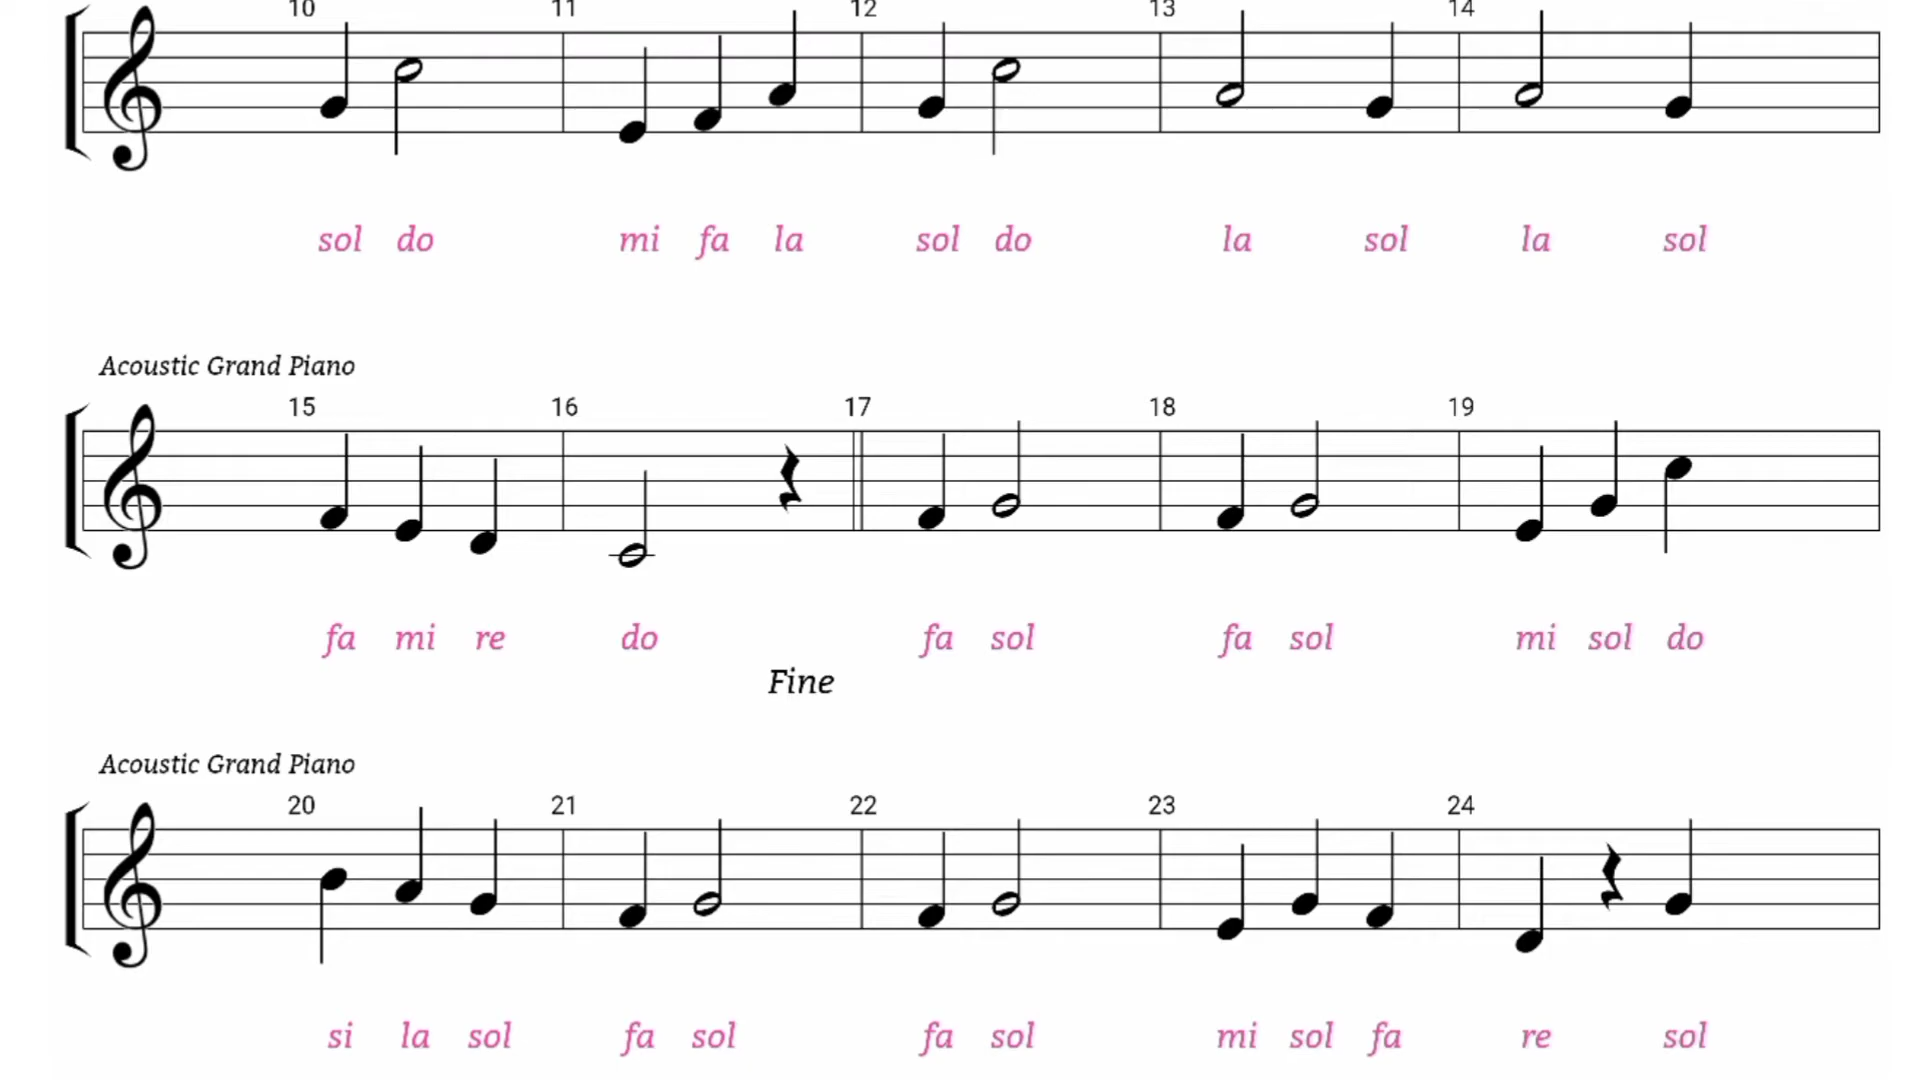 10 11 12 13 14
sol do mi fa la sol do la sol la sol
Acoustic Grand Piano
15 16 17 18 19
fa mi re do fa sol fa sol mi sol do
Fine
Acoustic Grand Piano
20 21 22 23 24
si la sol fa sol fa sol mi sol fa re sol